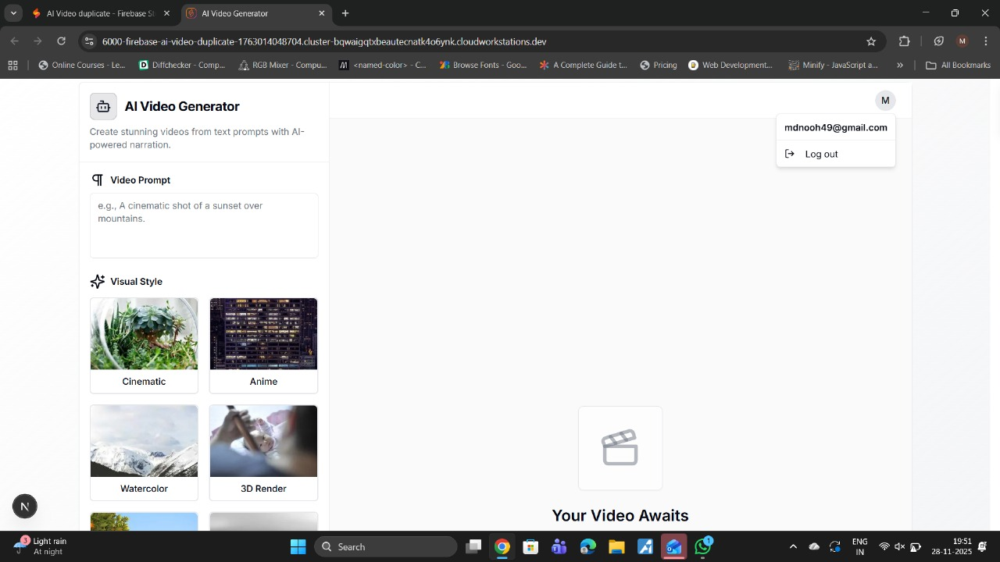 AI Video duplicate - Firebase St
AI Video Generator
6000-firebase-ai-video-duplicate-1763014048704.cluster-bqwaigqtxbeautecnatk4o6ynk.cloudworkstations.dev
M
Online Courses - Le...
Diffchecker - Comp...
RGB Mixer - Compu...
<named-color> - C...
Browse Fonts - Goo...
A Complete Guide t...
Pricing
Web Development...
Minify - JavaScript a...
All Bookmarks
AI Video Generator
Create stunning videos from text prompts with AI-
powered narration.
M
mdnooh49@gmail.com
Log out
Video Prompt
e.g., A cinematic shot of a sunset over
mountains.
Visual Style
Cinematic
Anime
Watercolor
3D Render
N
Your Video Awaits
3
Light rain
At night
Search
1
ENG
IN
19:51
28-11-2025